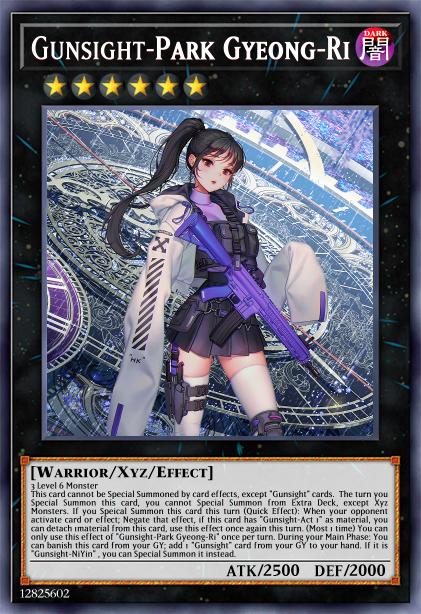 GUNSIGHT-PARK GYEONG-RI
DARK
闇
"HK"
[WARRIOR/XYZ/EFFECT]
3 Level 6 Monster
This card cannot be Special Summoned by card effects, except "Gunsight" cards. The turn you
Special Summon this card, you cannot Special Summon from Extra Deck, except Xyz
Monsters. If you Speical Summon this card this turn (Quick Effect): When your opponent
activate card or effect; Negate that effect, if this card has "Gunsight-Act 1" as material, you
can detach imaterial from this card, use this effect once again this turn. (Most 1 time) You can
only use this effect of "Gunsight-Park Gyeong-Ri" once per turn. During your Main Phase: You can
banish this card from your GY; add 1 "Gunsight" card from your GY to your hand. If it is
"Gunsight-NiYin" , you can Special Summon it instead.
ATK/2500 DEF/2000
12825602